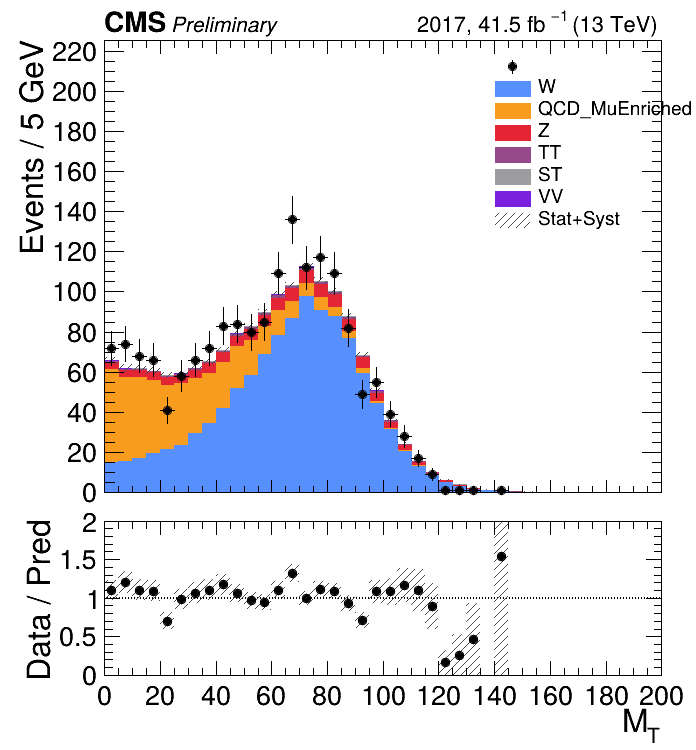 CMS Preliminary 2017, 41.5 fb⁻¹ (13 TeV)
Events / 5 GeV
220
200
180
160
140
120
100
80
60
40
20
0
W
QCD_MuEnriched
Z
TT
ST
VV
Stat+Syst
Data / Pred
2
1.5
1
0.5
0
0 20 40 60 80 100 120 140 160 180 200
M_T